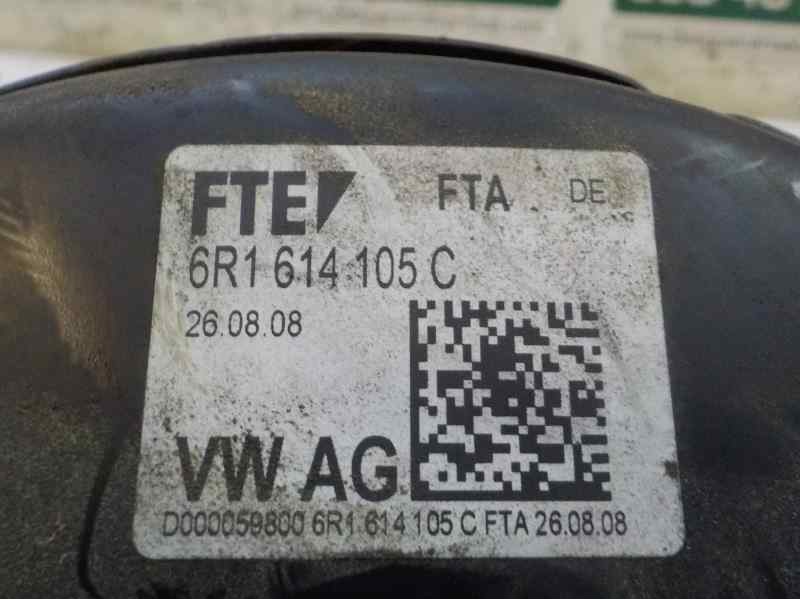 FTE FTA DE
6R1 614 105 C
26.08.08
VW AG
D000059800 6R1 614 105 C FTA 26.08.08